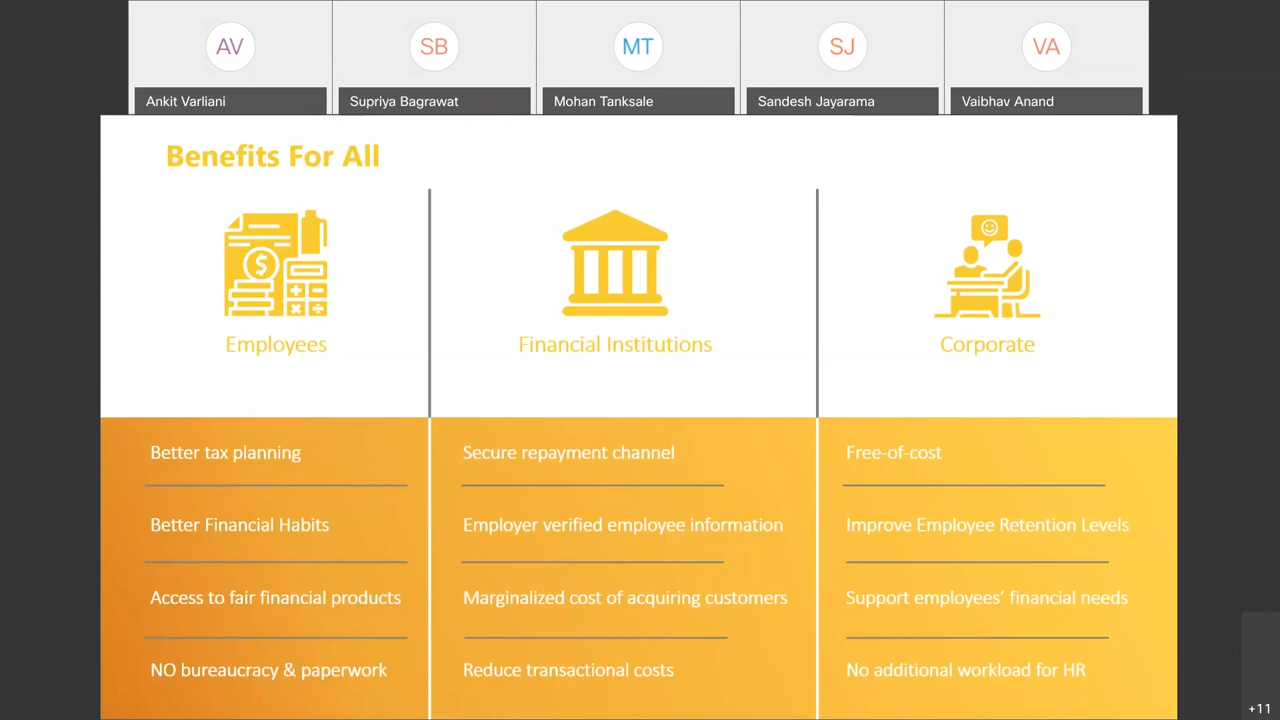 AV
SB
MT
SJ
VA
Ankit Varliani
Supriya Bagrawat
Mohan Tanksale
Sandesh Jayarama
Vaibhav Anand
Benefits For All
$
Employees
Financial Institutions
Corporate
Better tax planning
Secure repayment channel
Free-of-cost
Better Financial Habits
Employer verified employee information
Improve Employee Retention Levels
Access to fair financial products
Marginalized cost of acquiring customers
Support employees’ financial needs
NO bureaucracy & paperwork
Reduce transactional costs
No additional workload for HR
+11